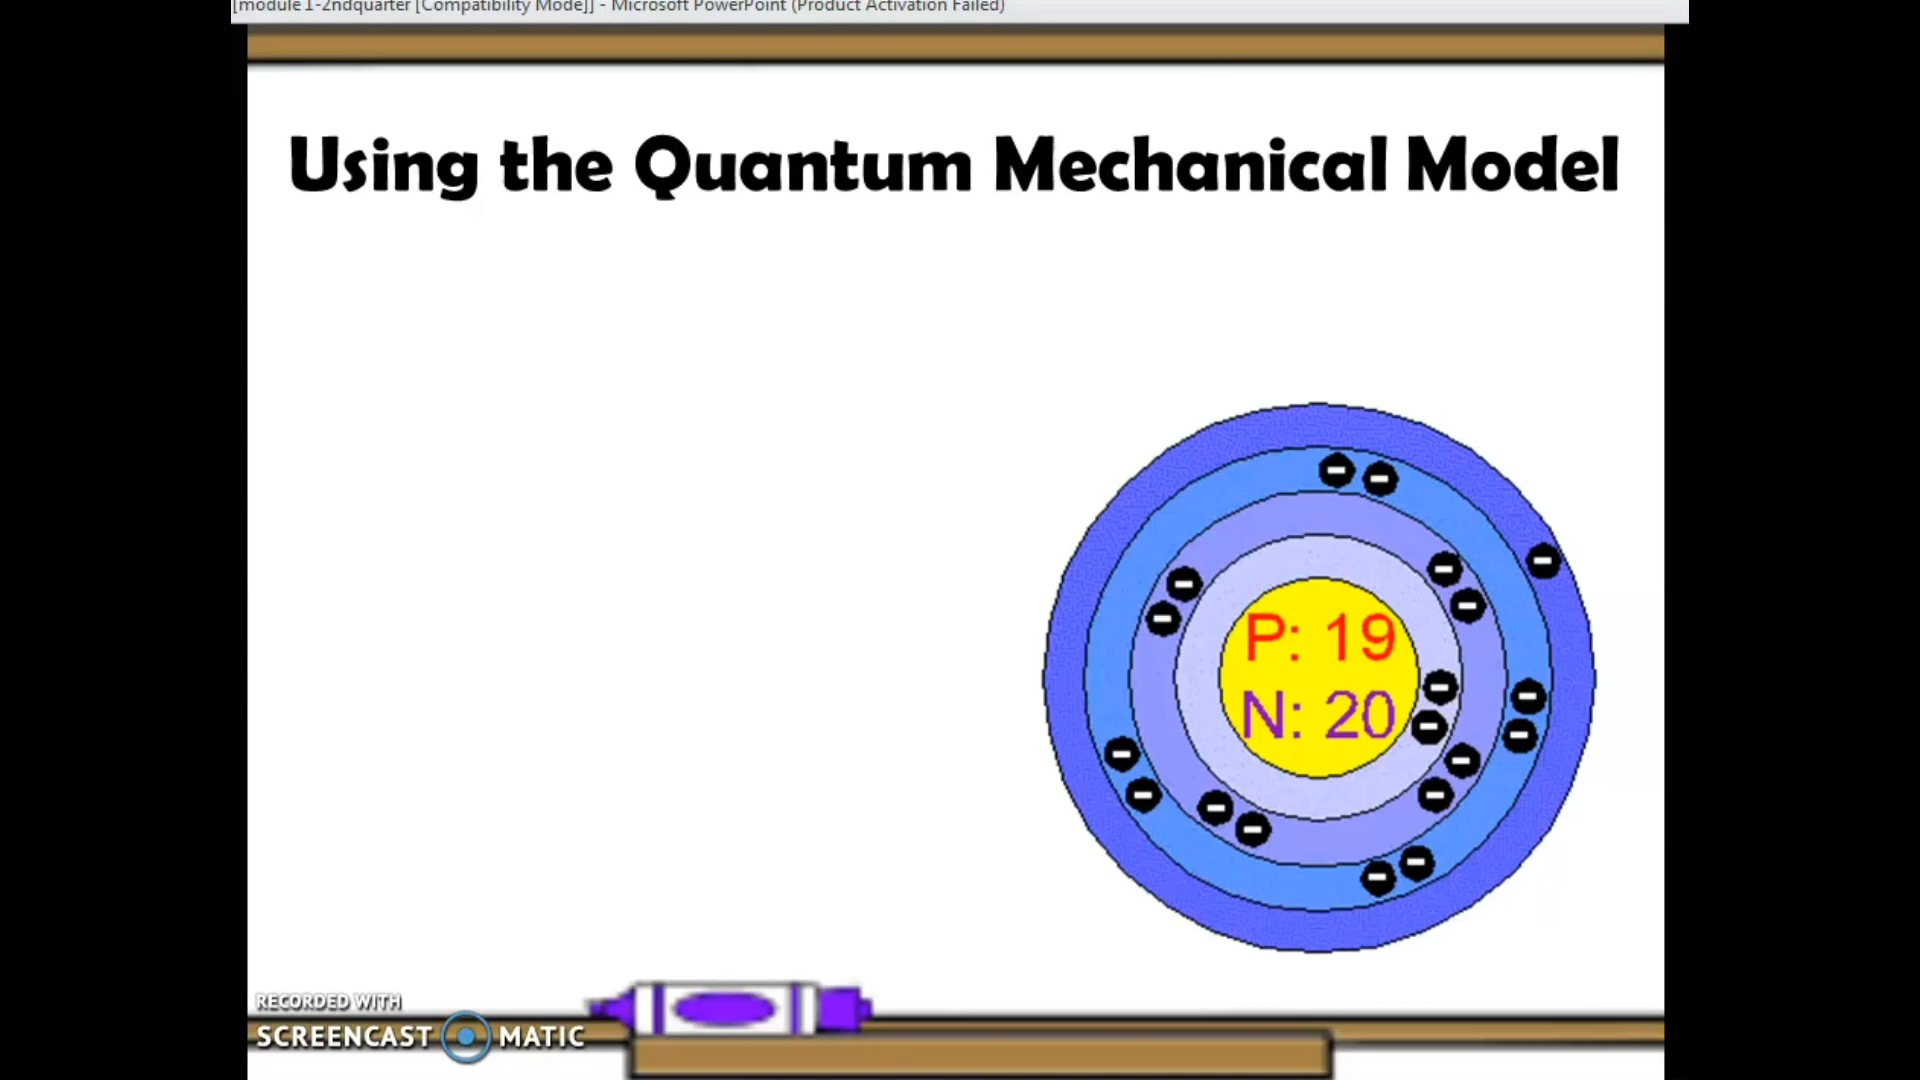 [module 1-2ndquarter [Compatibility Mode]] - Microsoft PowerPoint (Product Activation Failed)
Using the Quantum Mechanical Model
P: 19
N: 20
RECORDED WITH
SCREENCAST MATIC